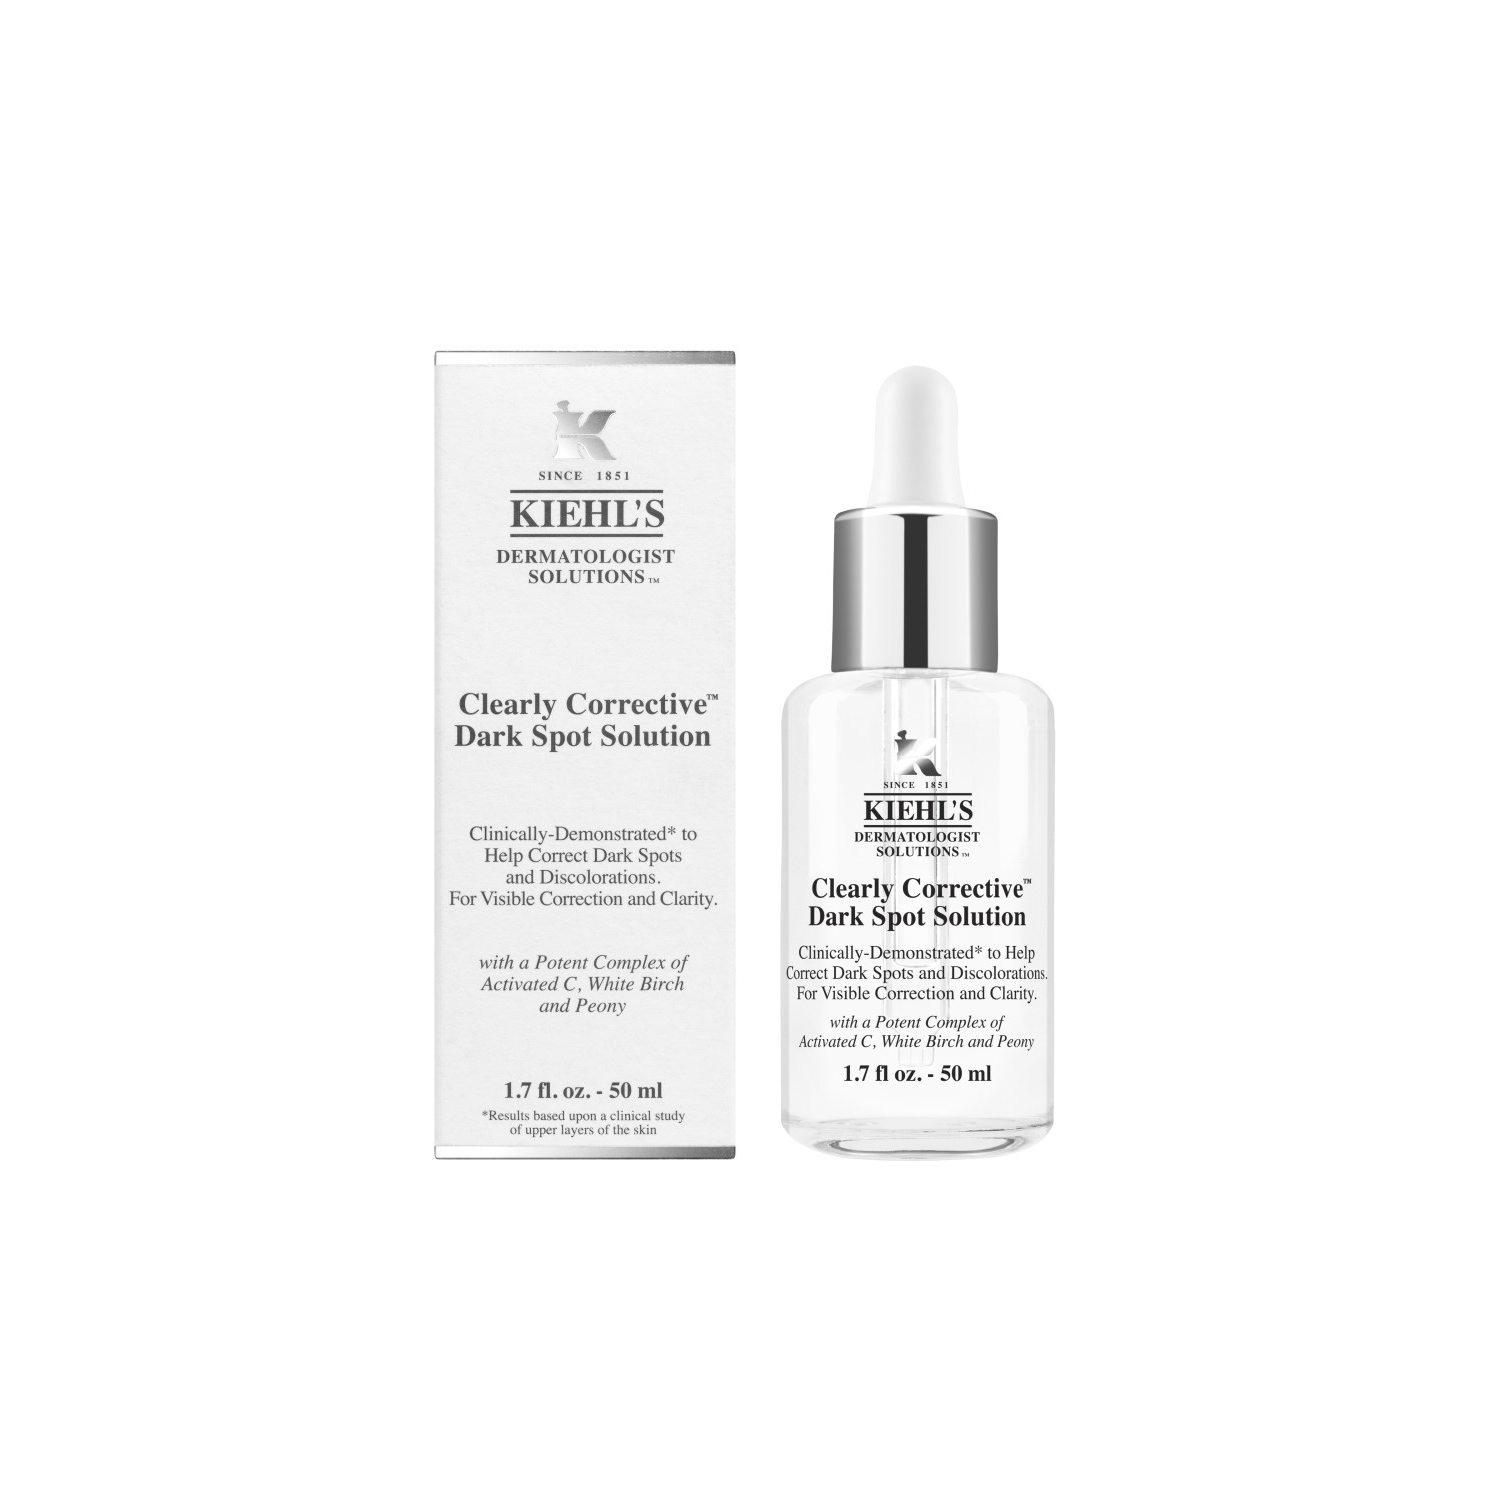 SINCE 1851
KIEHL'S
DERMATOLOGIST
SOLUTIONS™
Clearly Corrective™
Dark Spot Solution
Clinically-Demonstrated* to
Help Correct Dark Spots
and Discolorations.
For Visible Correction and Clarity.
with a Potent Complex of
Activated C, White Birch
and Peony
1.7 fl. oz. - 50 ml
*Results based upon a clinical study
of upper layers of the skin
SINCE 1851
KIEHL'S
DERMATOLOGIST
SOLUTIONS™
Clearly Corrective™
Dark Spot Solution
Clinically-Demonstrated* to Help
Correct Dark Spots and Discolorations.
For Visible Correction and Clarity.
with a Potent Complex of
Activated C, White Birch and Peony
1.7 fl oz. - 50 ml